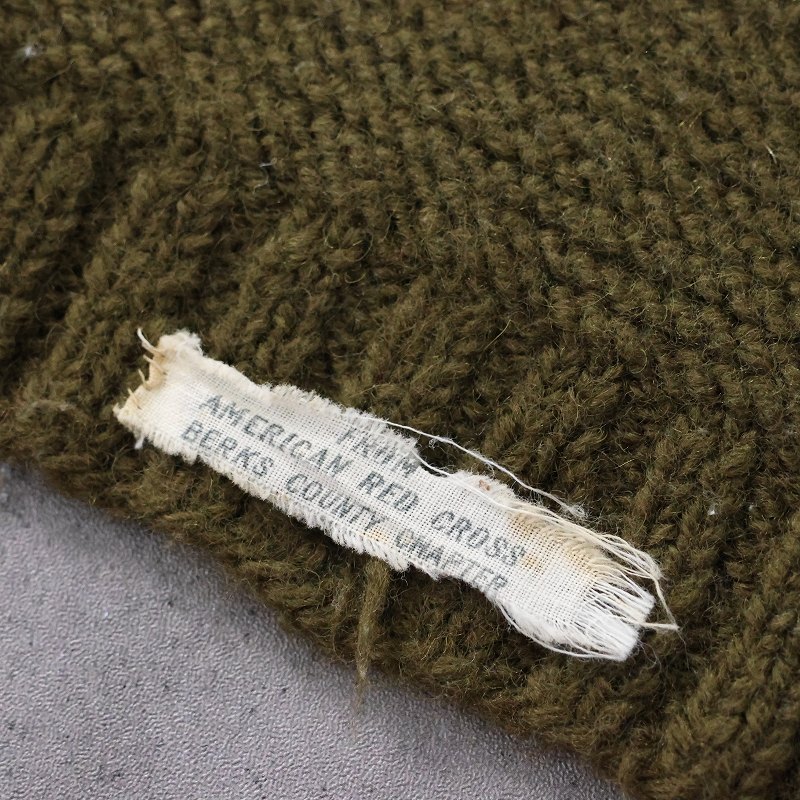 FROM
AMERICAN RED CROSS
BERKS COUNTY CHAPTER